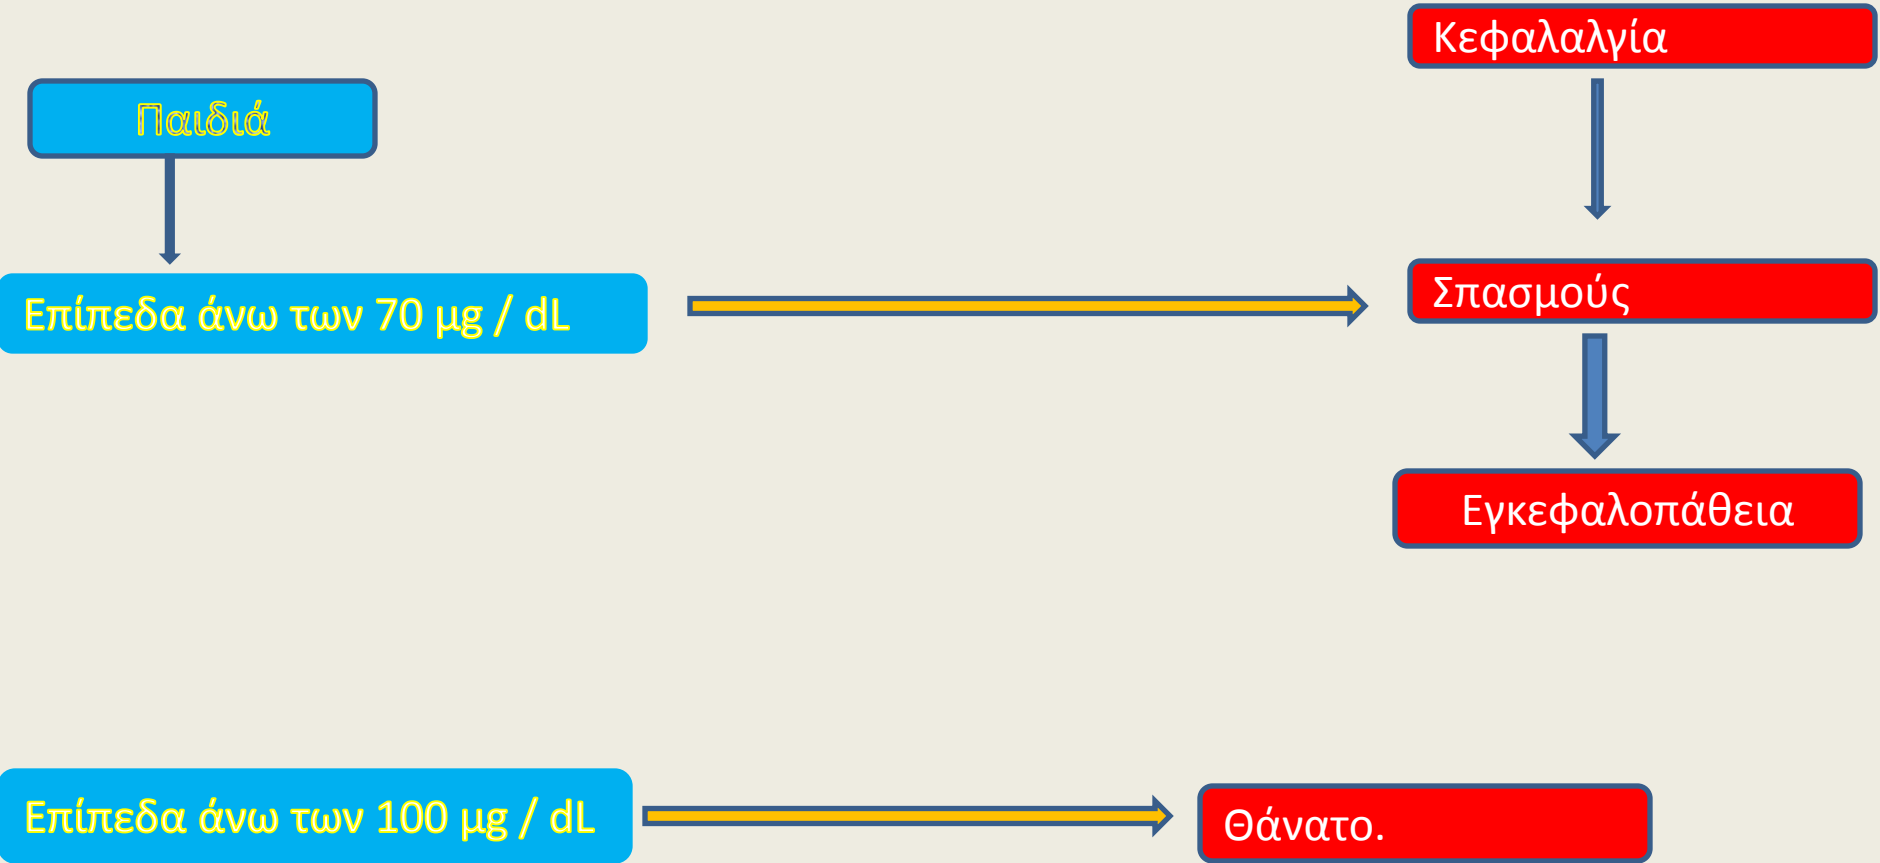 Κεφαλαλγία
Παιδιά
Επίπεδα άνω των 70 μg / dL
Σπασμούς
Εγκεφαλοπάθεια
Επίπεδα άνω των 100 μg / dL
Θάνατο.